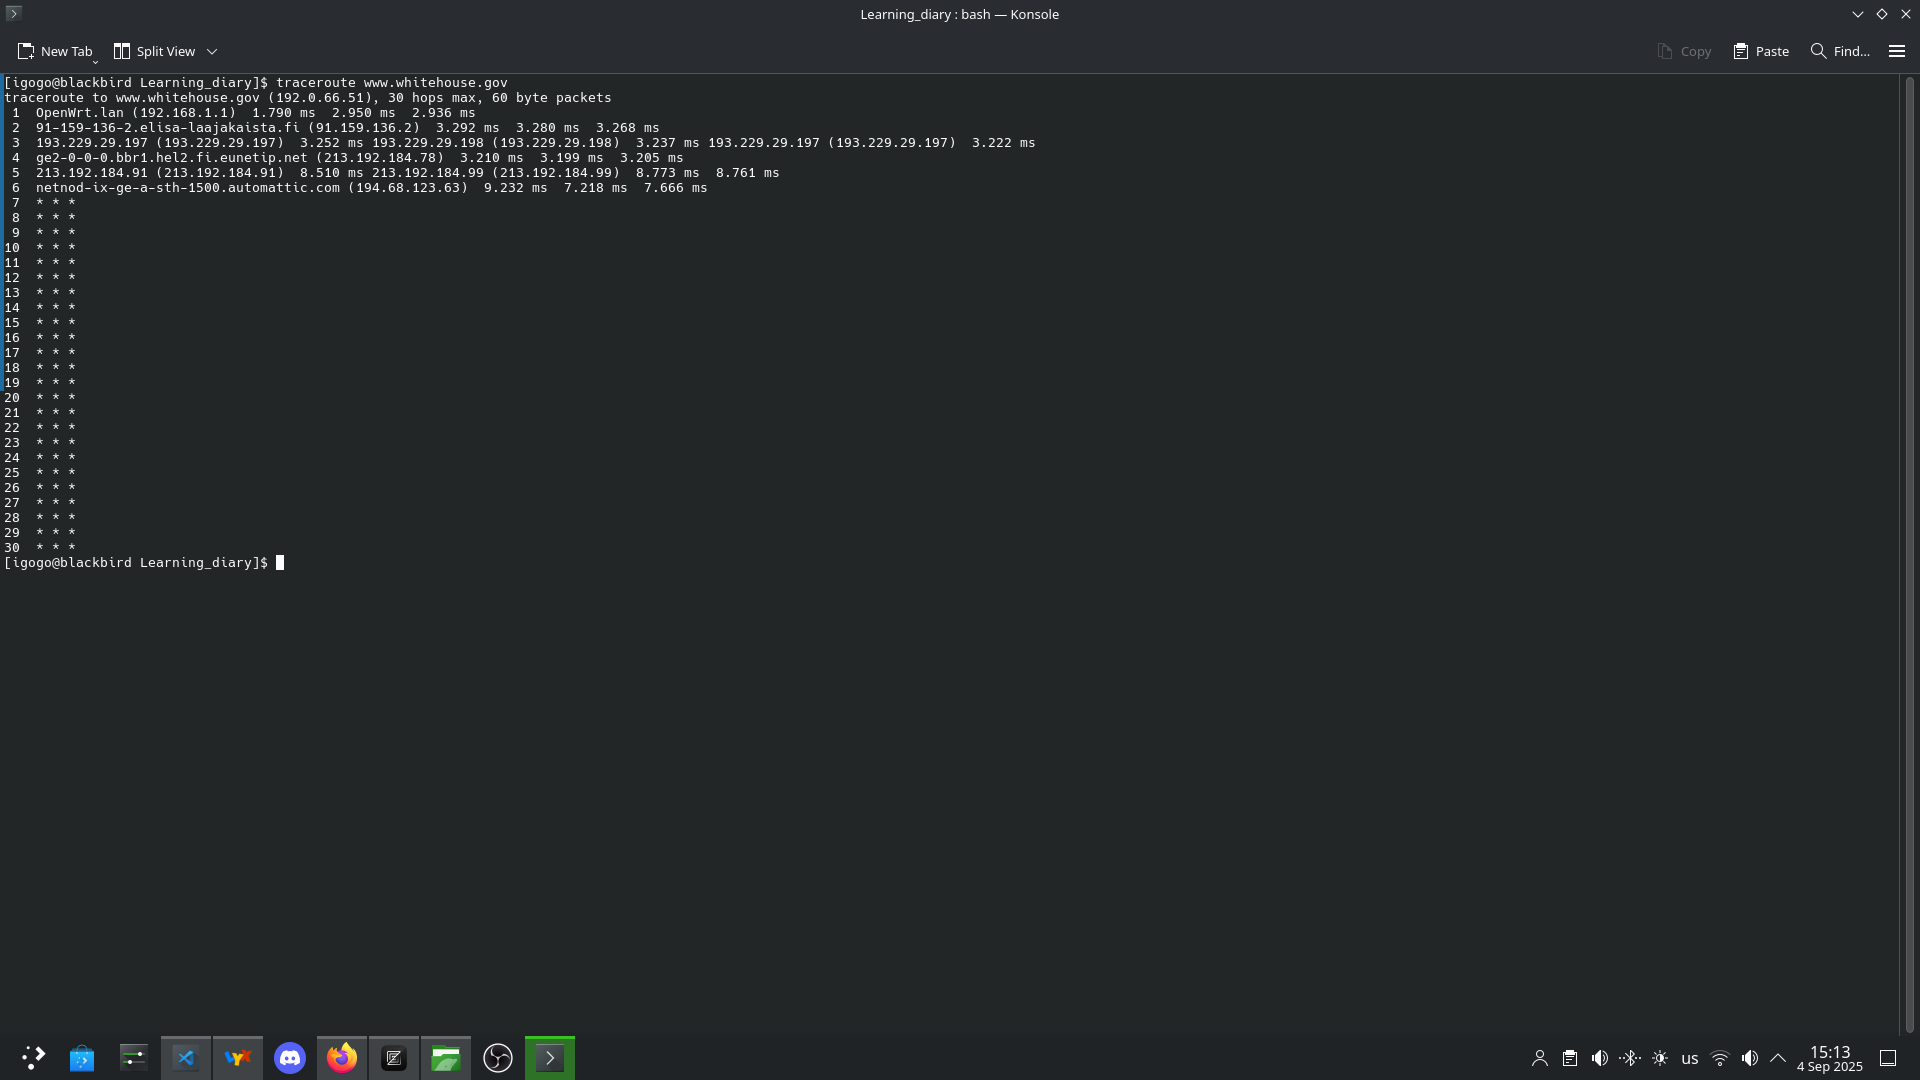 Learning_diary : bash — Konsole
New Tab
Split View
Copy
Paste
Find...
[igogo@blackbird Learning_diary]$ traceroute www.whitehouse.gov
traceroute to www.whitehouse.gov (192.0.66.51), 30 hops max, 60 byte packets
 1  OpenWrt.lan (192.168.1.1)  1.790 ms  2.950 ms  2.936 ms
 2  91-159-136-2.elisa-laajakaista.fi (91.159.136.2)  3.292 ms  3.280 ms  3.268 ms
 3  193.229.29.197 (193.229.29.197)  3.252 ms 193.229.29.198 (193.229.29.198)  3.237 ms 193.229.29.197 (193.229.29.197)  3.222 ms
 4  ge2-0-0-0.bbr1.hel2.fi.eunetip.net (213.192.184.78)  3.210 ms  3.199 ms  3.205 ms
 5  213.192.184.91 (213.192.184.91)  8.510 ms 213.192.184.99 (213.192.184.99)  8.773 ms  8.761 ms
 6  netnod-ix-ge-a-sth-1500.automattic.com (194.68.123.63)  9.232 ms  7.218 ms  7.666 ms
 7  * * *
 8  * * *
 9  * * *
10  * * *
11  * * *
12  * * *
13  * * *
14  * * *
15  * * *
16  * * *
17  * * *
18  * * *
19  * * *
20  * * *
21  * * *
22  * * *
23  * * *
24  * * *
25  * * *
26  * * *
27  * * *
28  * * *
29  * * *
30  * * *
[igogo@blackbird Learning_diary]$
us
15:13
4 Sep 2025